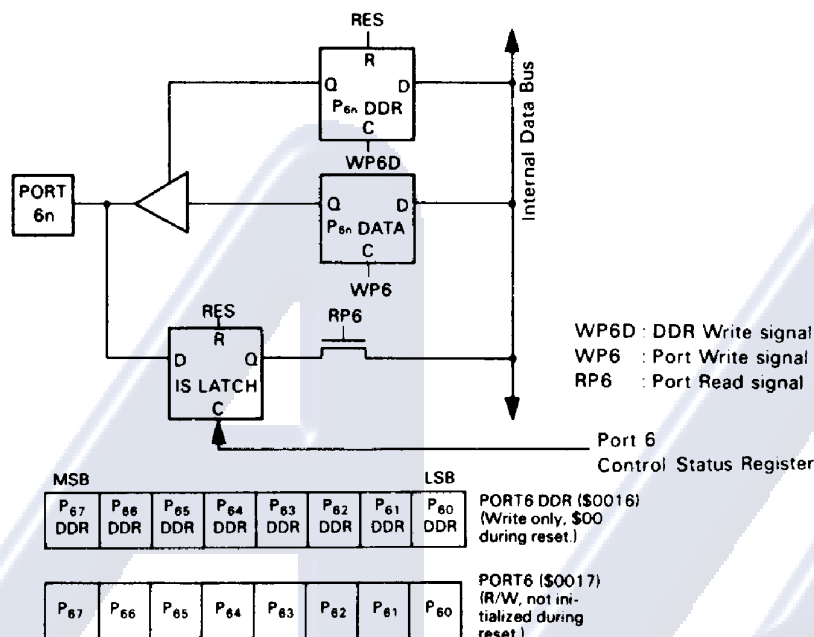 RES
R
Q D
P6n DDR
C
WP6D
Internal Data Bus
PORT
6n
Q D
P6n DATA
C
WP6
RES
R
D Q
IS LATCH
C
RP6
WP6D : DDR Write signal
WP6 : Port Write signal
RP6 : Port Read signal
Port 6
Control Status Register
MSB LSB
P67 P66 P65 P64 P63 P62 P61 P60
DDR DDR DDR DDR DDR DDR DDR DDR
PORT6 DDR ($0016)
(Write only, $00
during reset.)
P67 P66 P65 P64 P63 P62 P61 P60
PORT6 ($0017)
(R/W, not ini-
tialized during
reset.)